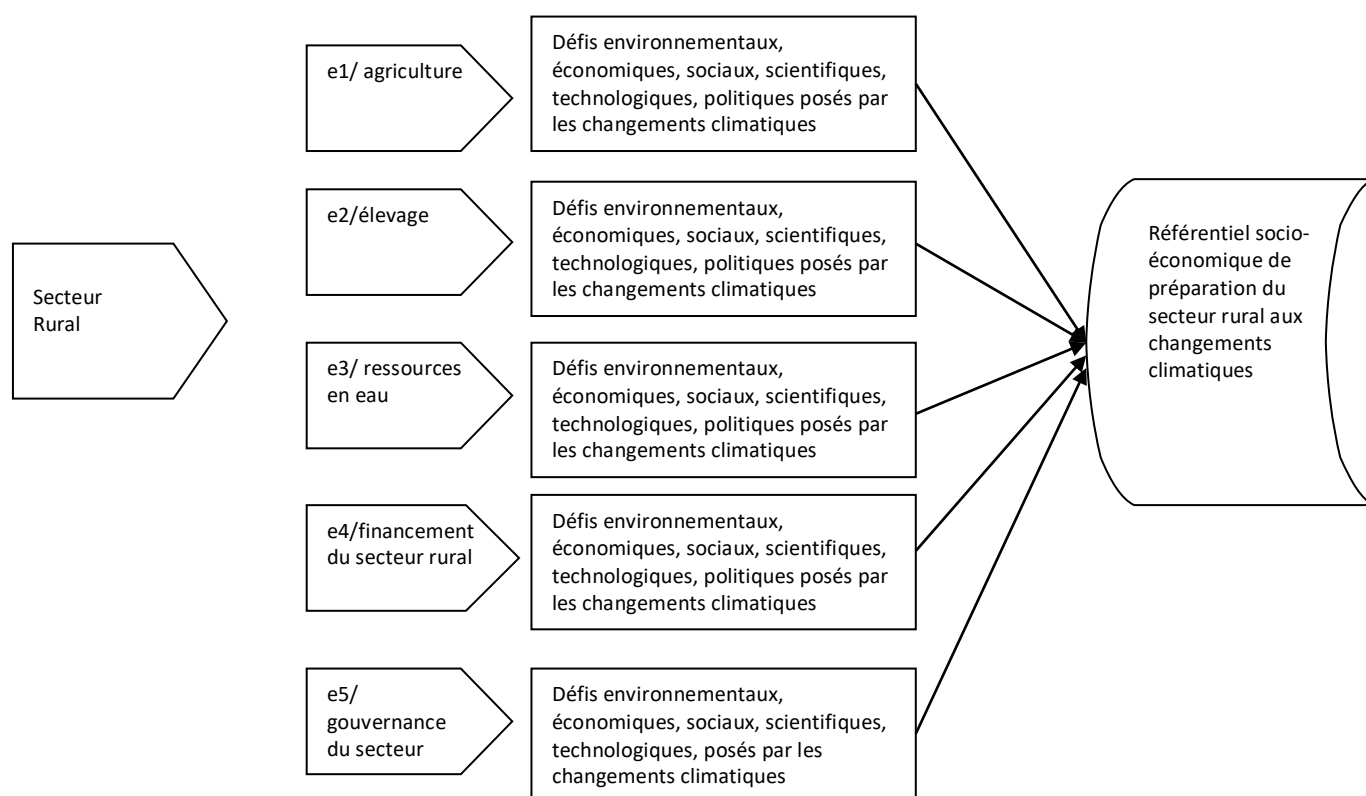 Secteur
Rural
e1/ agriculture
Défis environnementaux,
économiques, sociaux, scientifiques,
technologiques, politiques posés par
les changements climatiques
e2/élevage
Défis environnementaux,
économiques, sociaux, scientifiques,
technologiques, politiques posés par
les changements climatiques
e3/ ressources
en eau
Défis environnementaux,
économiques, sociaux, scientifiques,
technologiques, politiques posés par
les changements climatiques
e4/financement
du secteur rural
Défis environnementaux,
économiques, sociaux, scientifiques,
technologiques, politiques posés par
les changements climatiques
e5/
gouvernance
du secteur
Défis environnementaux,
économiques, sociaux, scientifiques,
technologiques, posés par les
changements climatiques
Référentiel socio-
économique de
préparation du
secteur rural aux
changements
climatiques